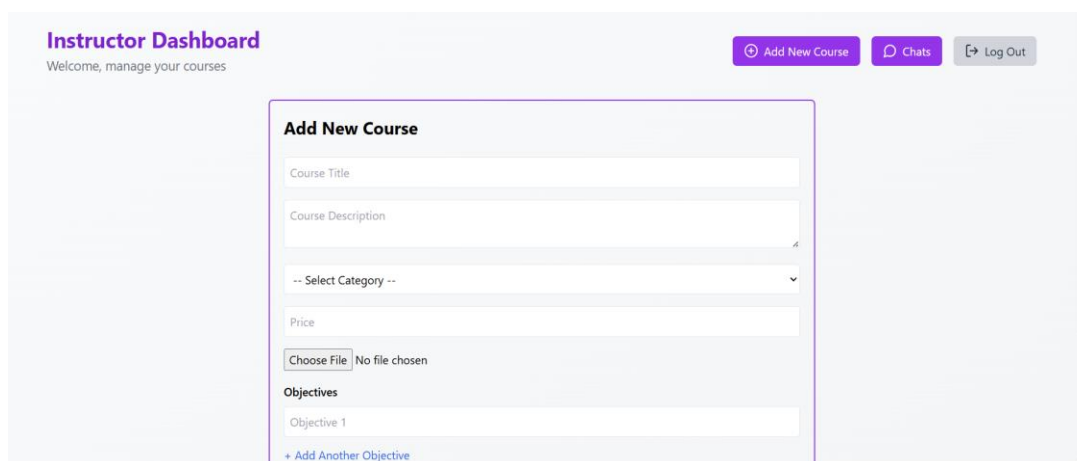 Instructor Dashboard
Welcome, manage your courses
Add New Course
Chats
Log Out
Add New Course
Course Title
Course Description
-- Select Category --
Price
Choose File No file chosen
Objectives
Objective 1
+ Add Another Objective